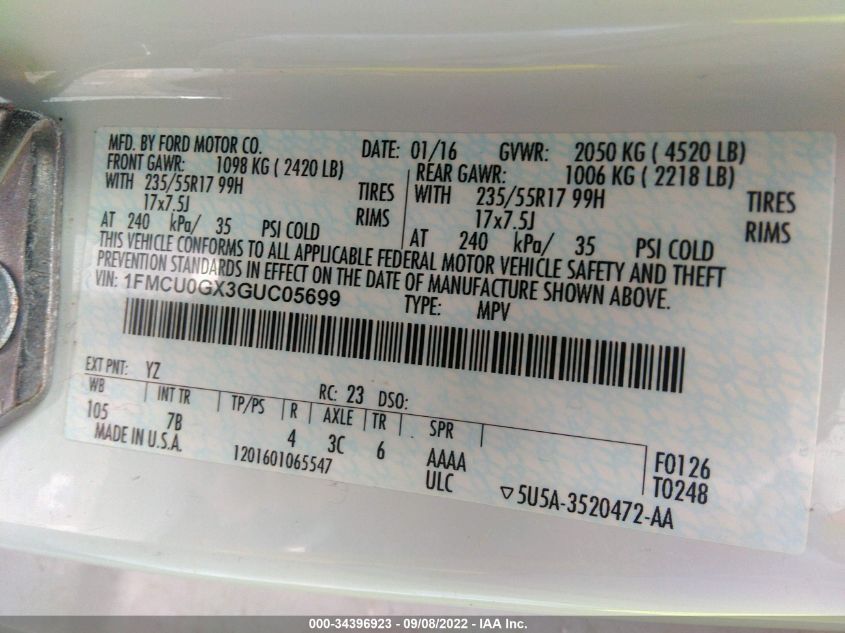 MFD. BY FORD MOTOR CO. DATE: 01/16 GVWR: 2050 KG ( 4520 LB)
FRONT GAWR: 1098 KG ( 2420 LB) REAR GAWR: 1006 KG ( 2218 LB)
WITH 235/55R17 99H TIRES WITH 235/55R17 99H TIRES
17x7.5J RIMS 17x7.5J RIMS
AT 240 kPa/ 35 PSI COLD AT 240 kPa/ 35 PSI COLD
THIS VEHICLE CONFORMS TO ALL APPLICABLE FEDERAL MOTOR VEHICLE SAFETY AND THEFT
PREVENTION STANDARDS IN EFFECT ON THE DATE OF MANUFACTURE SHOWN ABOVE.
VIN: 1FMCU0GX3GUC05699 TYPE: MPV
EXT PNT: YZ RC: 23 DSO:
WB INT TR TP/PS R AXLE TR SPR
105 7B 4 3C 6 AAAA F0126
MADE IN U.S.A. 1201601065547 ULC T0248
▽5U5A-3520472-AA
000-34396923 - 09/08/2022 - IAA Inc.